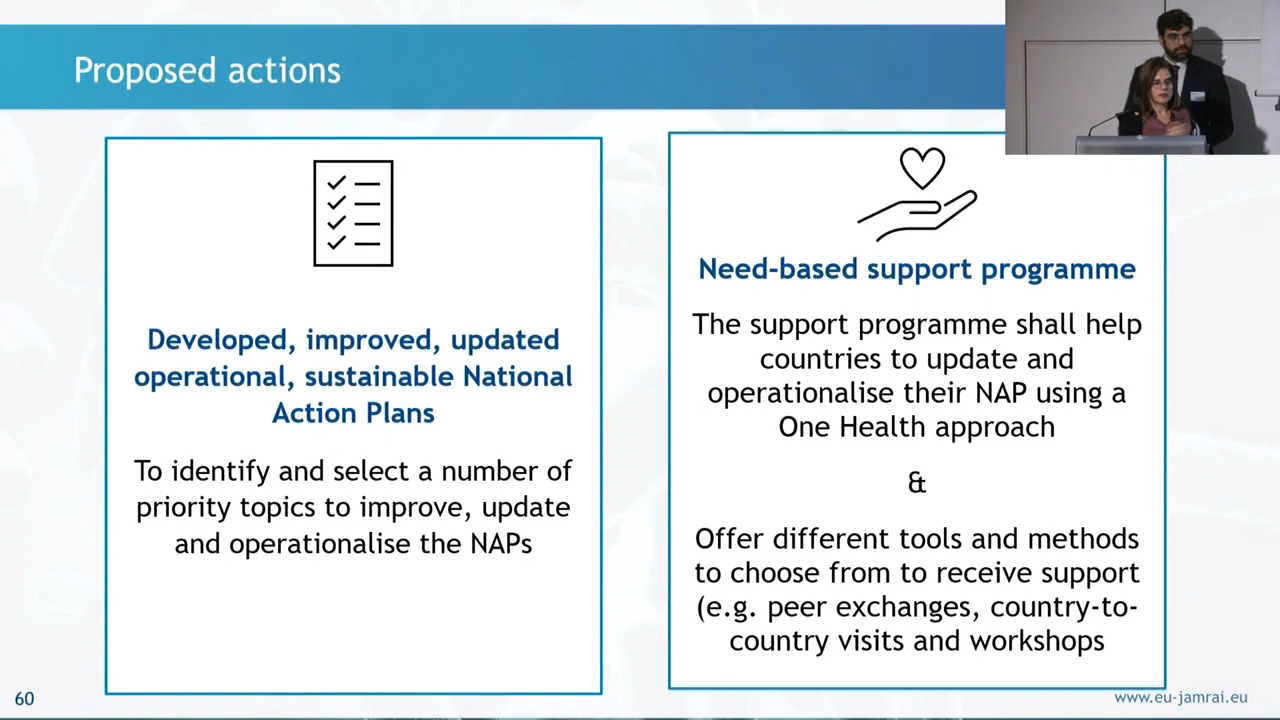 Proposed actions
Developed, improved, updated
operational, sustainable National
Action Plans
To identify and select a number of
priority topics to improve, update
and operationalise the NAPs
Need-based support programme
The support programme shall help
countries to update and
operationalise their NAP using a
One Health approach
&
Offer different tools and methods
to choose from to receive support
(e.g. peer exchanges, country-to-
country visits and workshops
60
www.eu-jamrai.eu